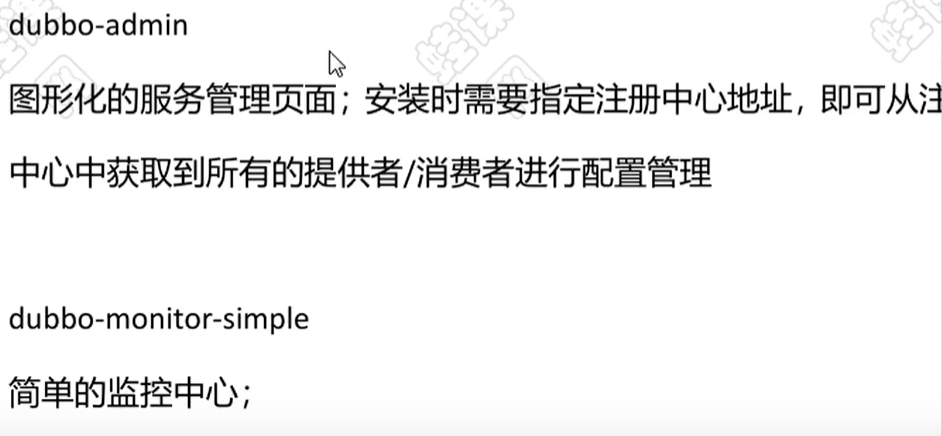 dubbo-admin
图形化的服务管理页面；安装时需要指定注册中心地址，即可从注
中心中获取到所有的提供者/消费者进行配置管理
dubbo-monitor-simple
简单的监控中心；